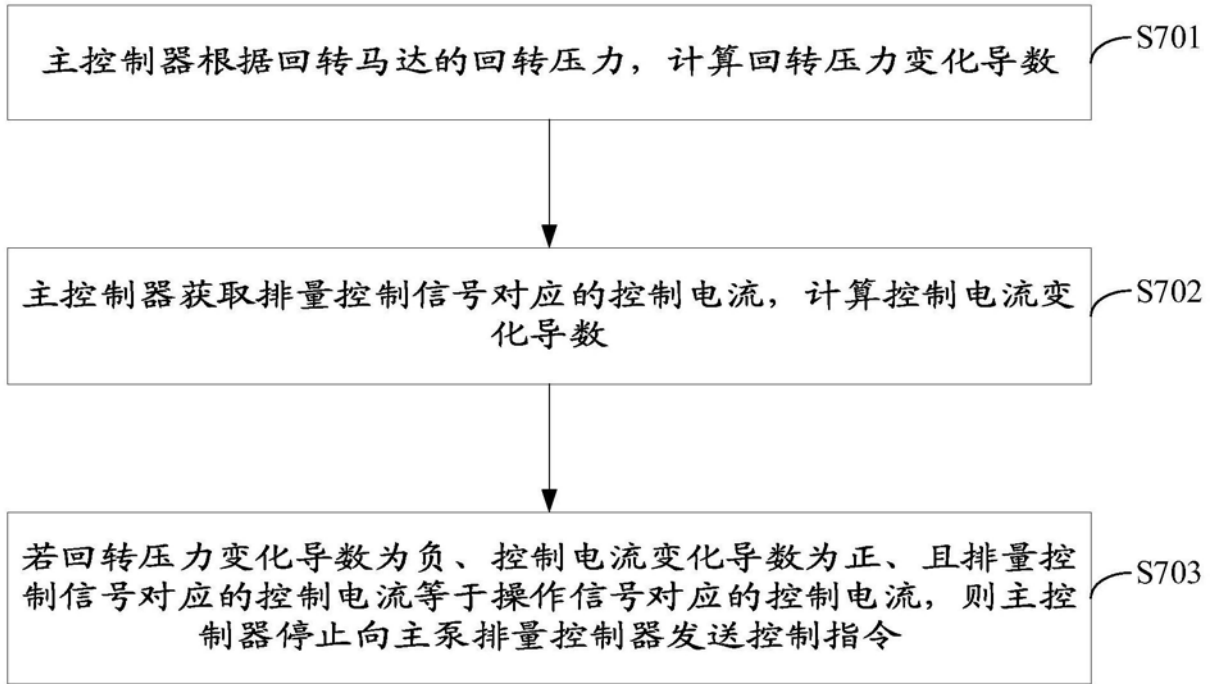 主控制器根据回转马达的回转压力，计算回转压力变化导数
S701
主控制器获取排量控制信号对应的控制电流，计算控制电流变
化导数
S702
若回转压力变化导数为负、控制电流变化导数为正、且排量控
制信号对应的控制电流等于操作信号对应的控制电流，则主控
制器停止向主泵排量控制器发送控制指令
S703